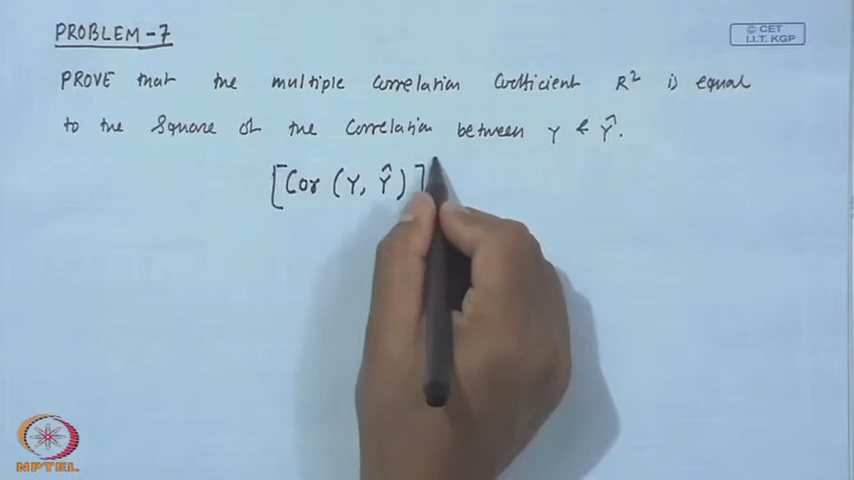 PROBLEM-7
© CET
I.I.T. KGP
PROVE that the multiple Correlation Coefficient R² is equal
to the Square of the Correlation between Y & Ŷ.
[Cor (Y, Ŷ)]
NPTEL